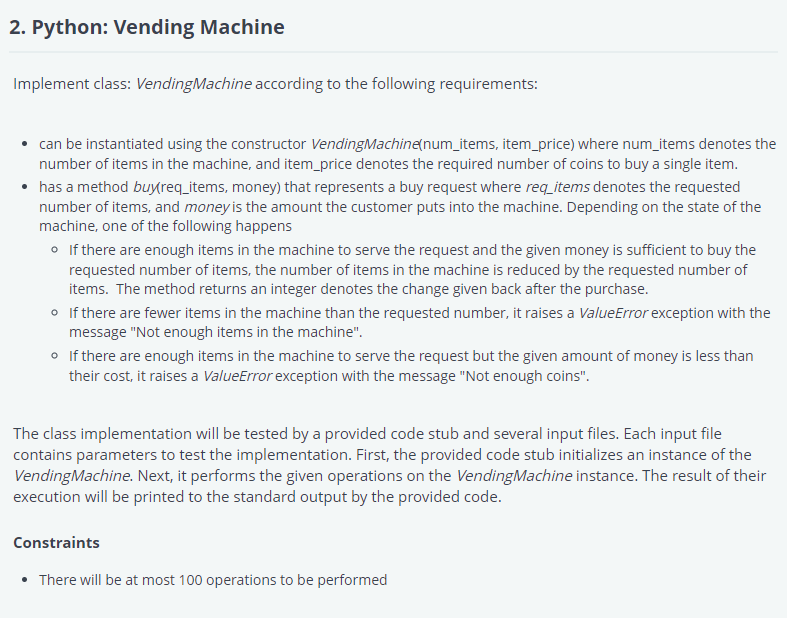 2. Python: Vending Machine
Implement class: VendingMachine according to the following requirements:
• can be instantiated using the constructor VendingMachine(num_items, item_price) where num_items denotes the
number of items in the machine, and item_price denotes the required number of coins to buy a single item.
• has a method buy(req_items, money) that represents a buy request where req_items denotes the requested
number of items, and money is the amount the customer puts into the machine. Depending on the state of the
machine, one of the following happens
◦ If there are enough items in the machine to serve the request and the given money is sufficient to buy the
requested number of items, the number of items in the machine is reduced by the requested number of
items. The method returns an integer denotes the change given back after the purchase.
◦ If there are fewer items in the machine than the requested number, it raises a ValueError exception with the
message "Not enough items in the machine".
◦ If there are enough items in the machine to serve the request but the given amount of money is less than
their cost, it raises a ValueError exception with the message "Not enough coins".
The class implementation will be tested by a provided code stub and several input files. Each input file
contains parameters to test the implementation. First, the provided code stub initializes an instance of the
VendingMachine. Next, it performs the given operations on the VendingMachine instance. The result of their
execution will be printed to the standard output by the provided code.
Constraints
• There will be at most 100 operations to be performed